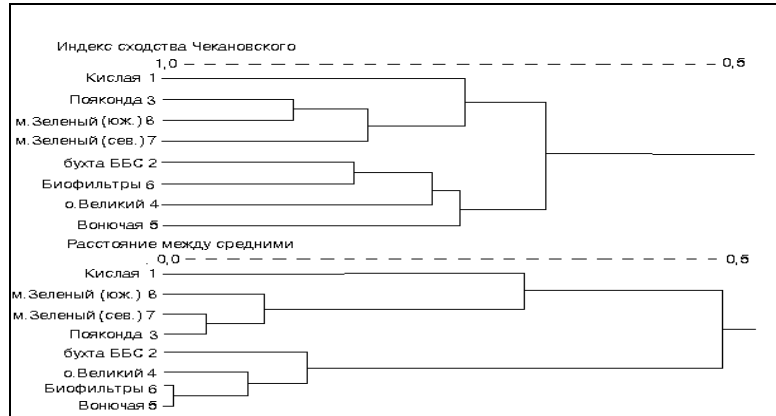 Индекс сходства Чекановского
1,0 0,5
Кислая 1
Пояконда 3
м.Зеленый (юж.) 8
м.Зеленый (сев.) 7
бухта ББС 2
Биофильтры 6
о.Великий 4
Вонючая 5
Расстояние между средними
0,0 0,5
Кислая 1
м.Зеленый (юж.) 8
м.Зеленый (сев.) 7
Пояконда 3
бухта ББС 2
о.Великий 4
Биофильтры 6
Вонючая 5